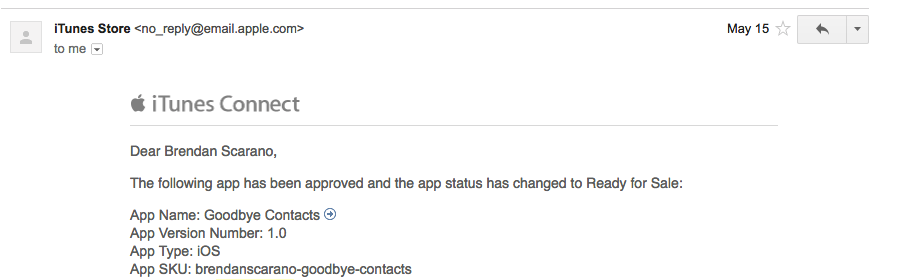 iTunes Store <no_reply@email.apple.com>
May 15
to me
iTunes Connect
Dear Brendan Scarano,
The following app has been approved and the app status has changed to Ready for Sale:
App Name: Goodbye Contacts
App Version Number: 1.0
App Type: iOS
App SKU: brendanscarano-goodbye-contacts